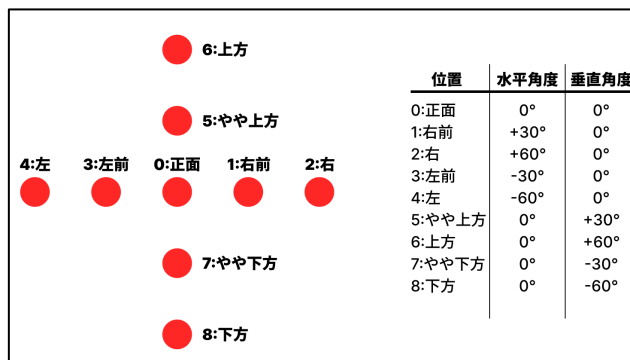 6:上方
5:やや上方
4:左 3:左前 0:正面 1:右前 2:右
7:やや下方
8:下方
位置 水平角度 垂直角度
0:正面 0° 0°
1:右前 +30° 0°
2:右 +60° 0°
3:左前 -30° 0°
4:左 -60° 0°
5:やや上方 0° +30°
6:上方 0° +60°
7:やや下方 0° -30°
8:下方 0° -60°